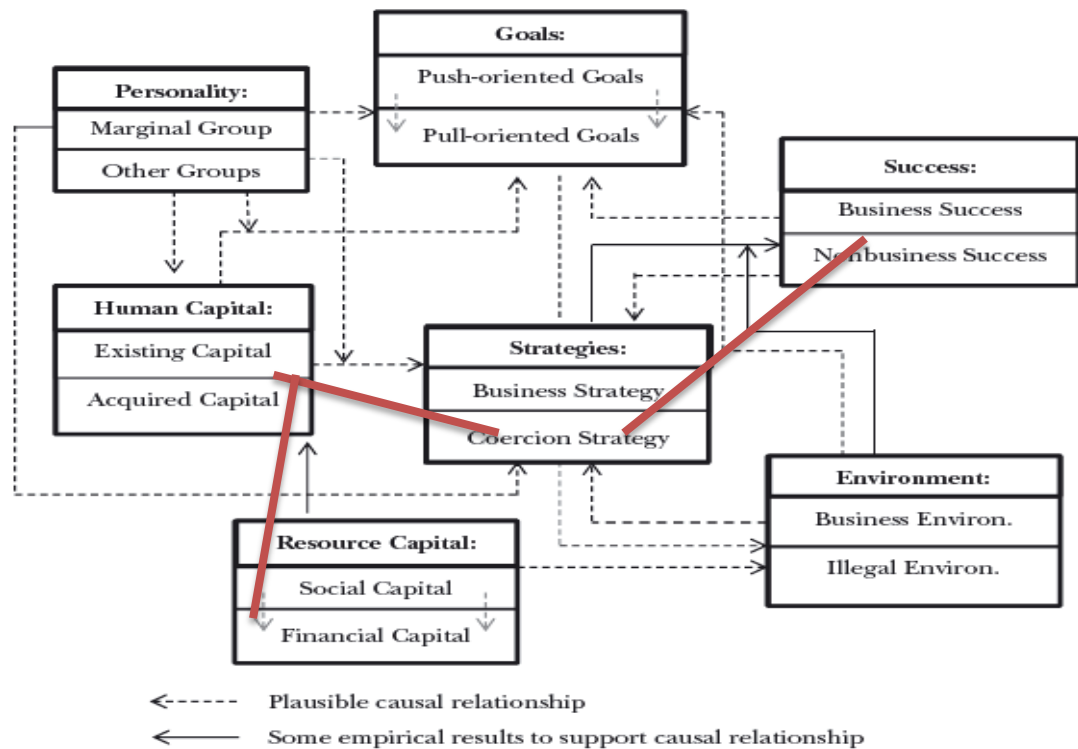 Goals:
Push-oriented Goals
Pull-oriented Goals
Personality:
Marginal Group
Other Groups
Success:
Business Success
Nonbusiness Success
Human Capital:
Existing Capital
Acquired Capital
Strategies:
Business Strategy
Coercion Strategy
Environment:
Business Environ.
Illegal Environ.
Resource Capital:
Social Capital
Financial Capital
Plausible causal relationship
Some empirical results to support causal relationship